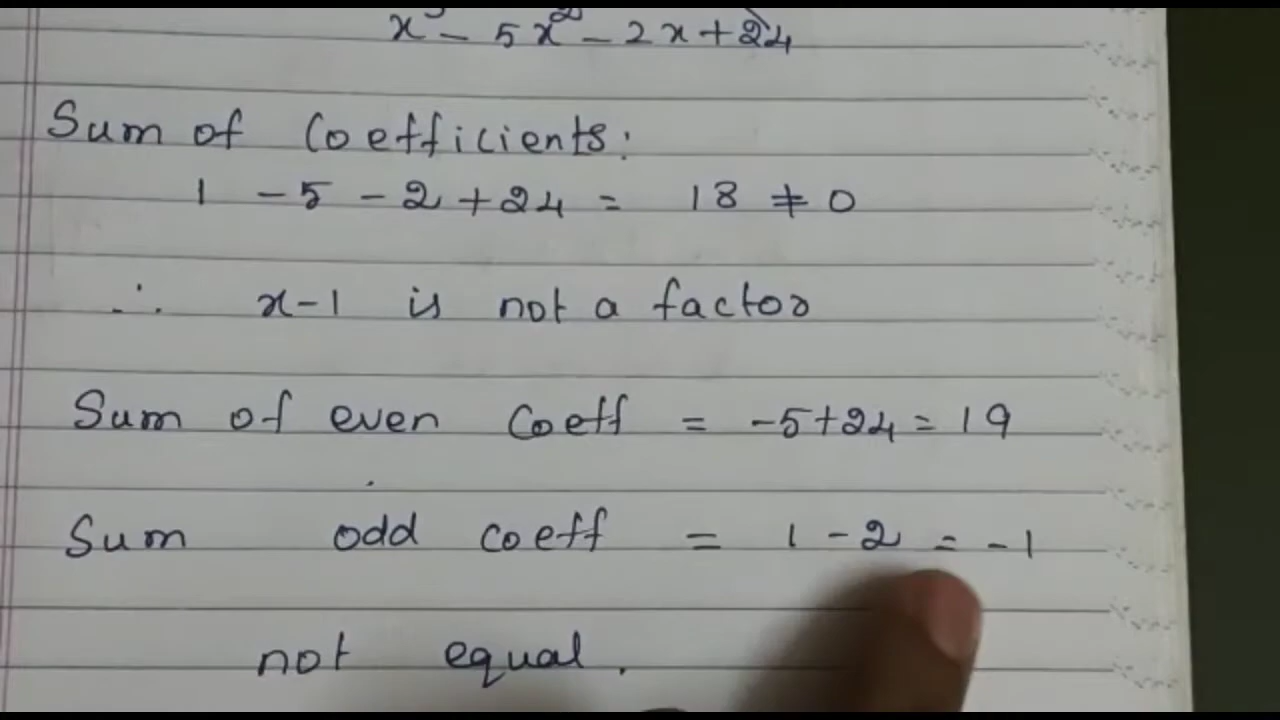 x³ - 5x² - 2x + 24
Sum of Coefficients:
1 - 5 - 2 + 24 = 18 ≠ 0
∴ x-1 is not a factor
Sum of even Coeff = -5+24 = 19
Sum odd coeff = 1 - 2 = -1
not equal.